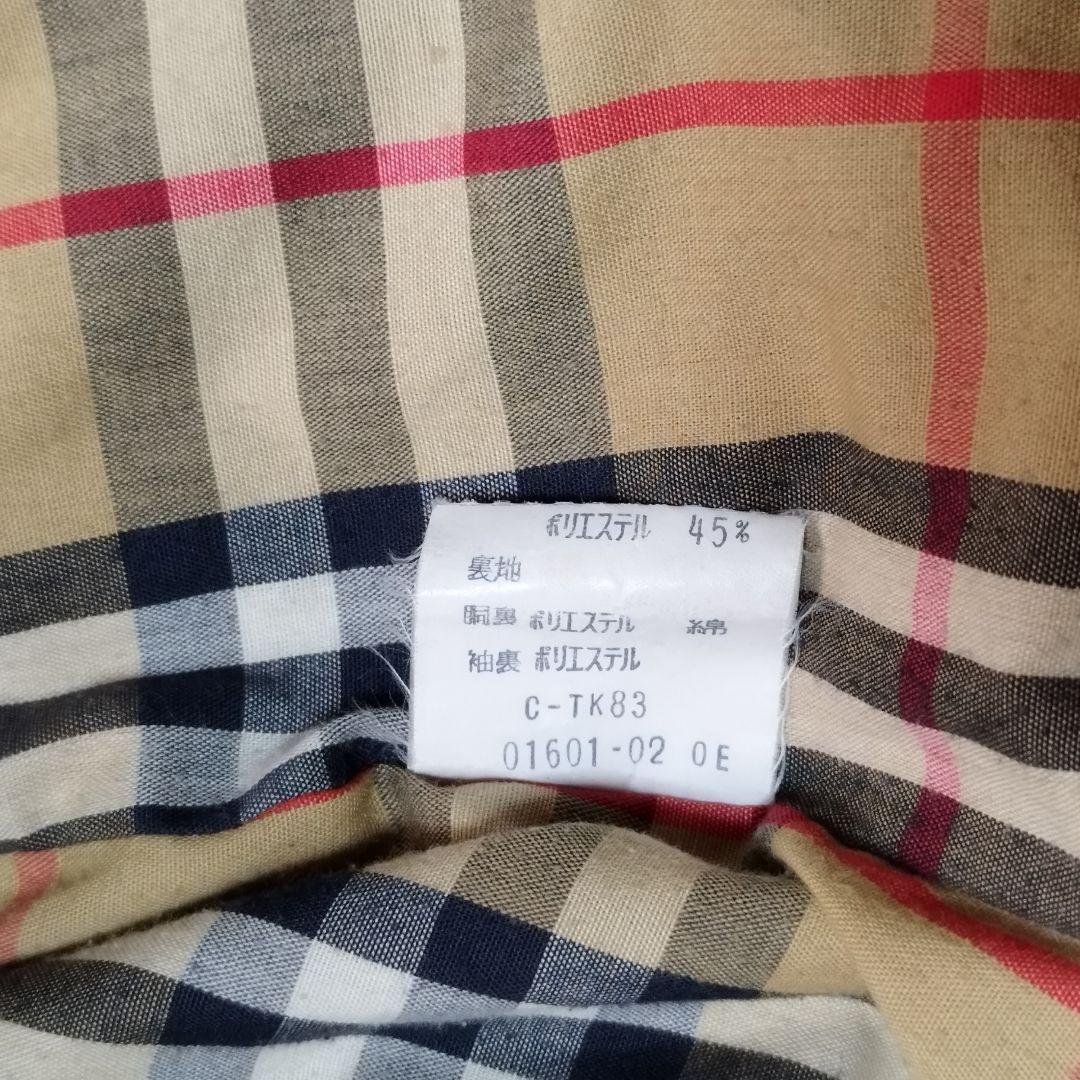 ポリエステル 45%
裏地
胴裏 ポリエステル 綿
袖裏 ポリエステル
C-TK83
01601-02 0E